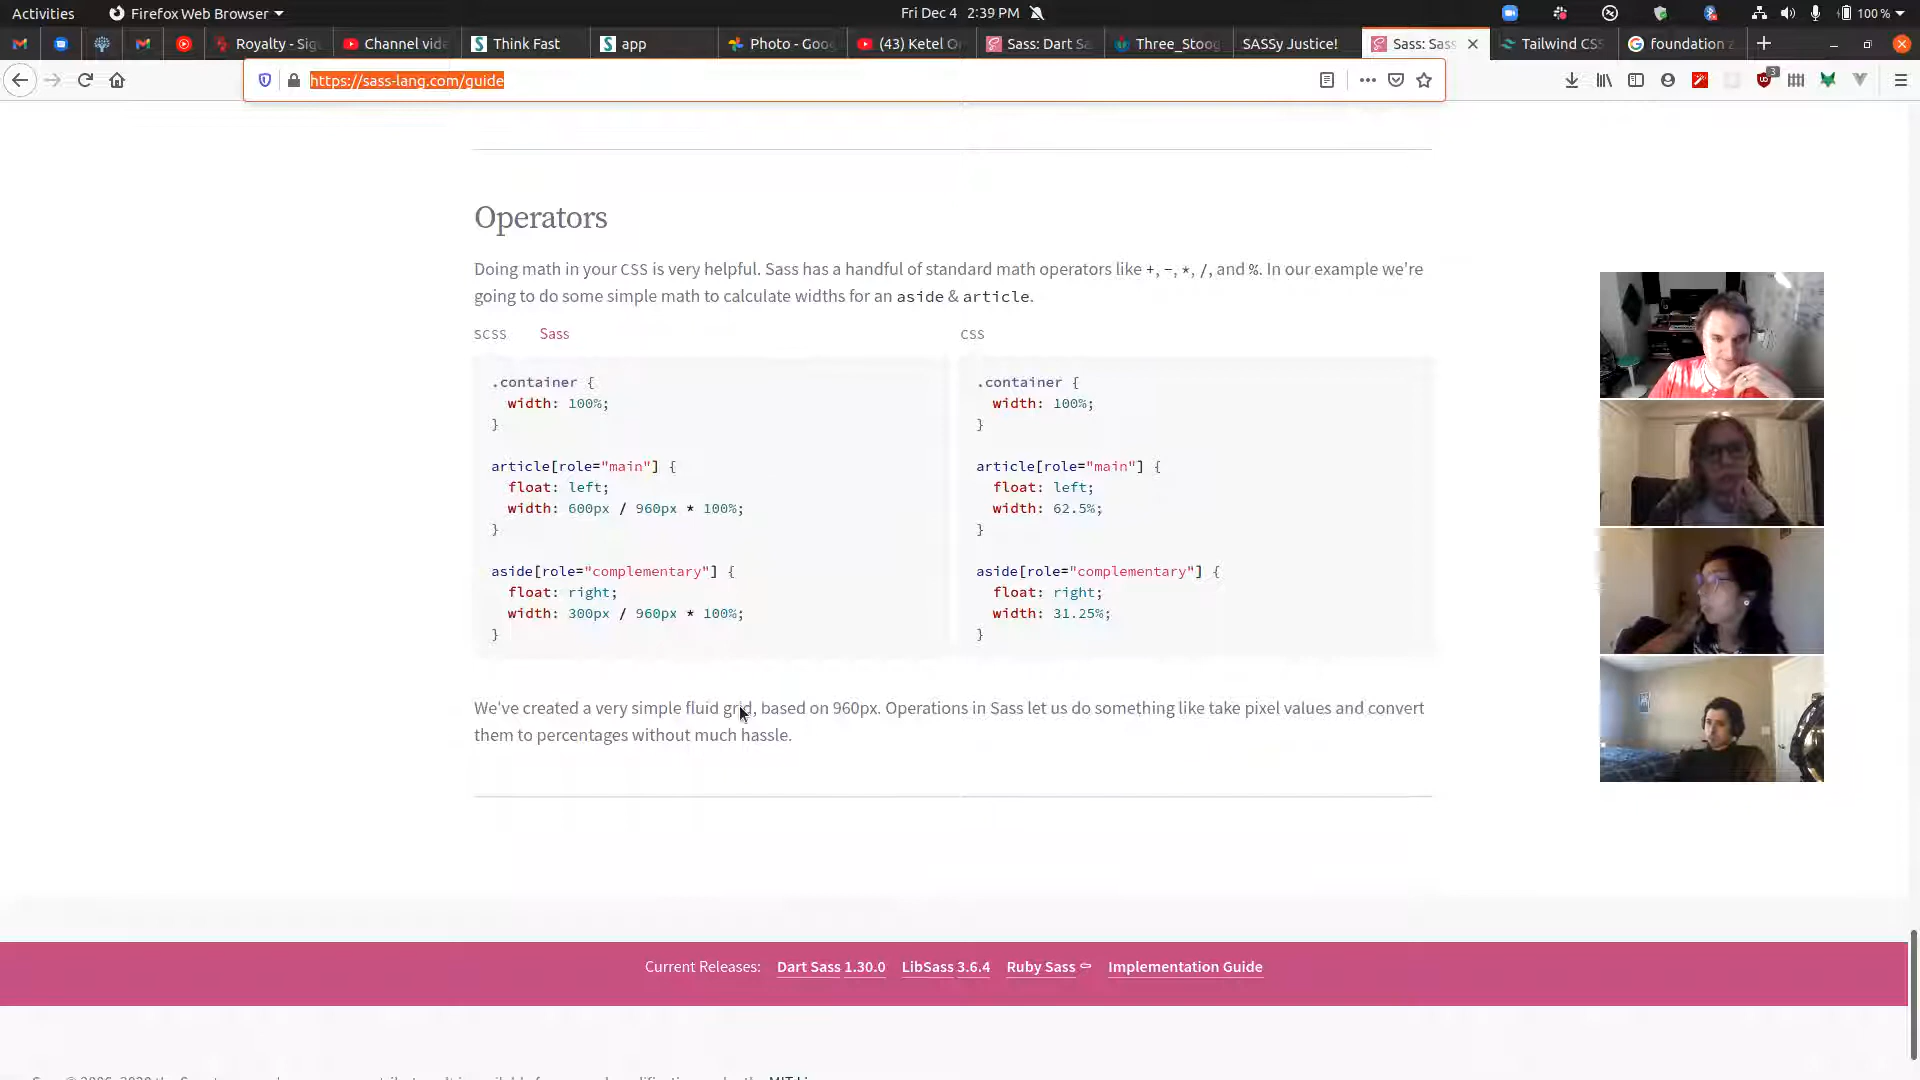 Activities Firefox Web Browser Fri Dec 4 2:39 PM 100 %
Royalty - Sig Channel vide Think Fast app Photo - Goo (43) Ketel O Sass: Dart Sa Three_Stoog SASSy Justice! Sass: Sass Tailwind CSS foundation z
https://sass-lang.com/guide 3
Operators
Doing math in your CSS is very helpful. Sass has a handful of standard math operators like +, -, *, /, and %. In our example we're
going to do some simple math to calculate widths for an aside & article.
SCSS Sass CSS
.container {
width: 100%;
}
article[role="main"] {
float: left;
width: 600px / 960px * 100%;
}
aside[role="complementary"] {
float: right;
width: 300px / 960px * 100%;
}
.container {
width: 100%;
}
article[role="main"] {
float: left;
width: 62.5%;
}
aside[role="complementary"] {
float: right;
width: 31.25%;
}
We've created a very simple fluid grid, based on 960px. Operations in Sass let us do something like take pixel values and convert
them to percentages without much hassle.
Current Releases: Dart Sass 1.30.0 LibSass 3.6.4 Ruby Sass Implementation Guide